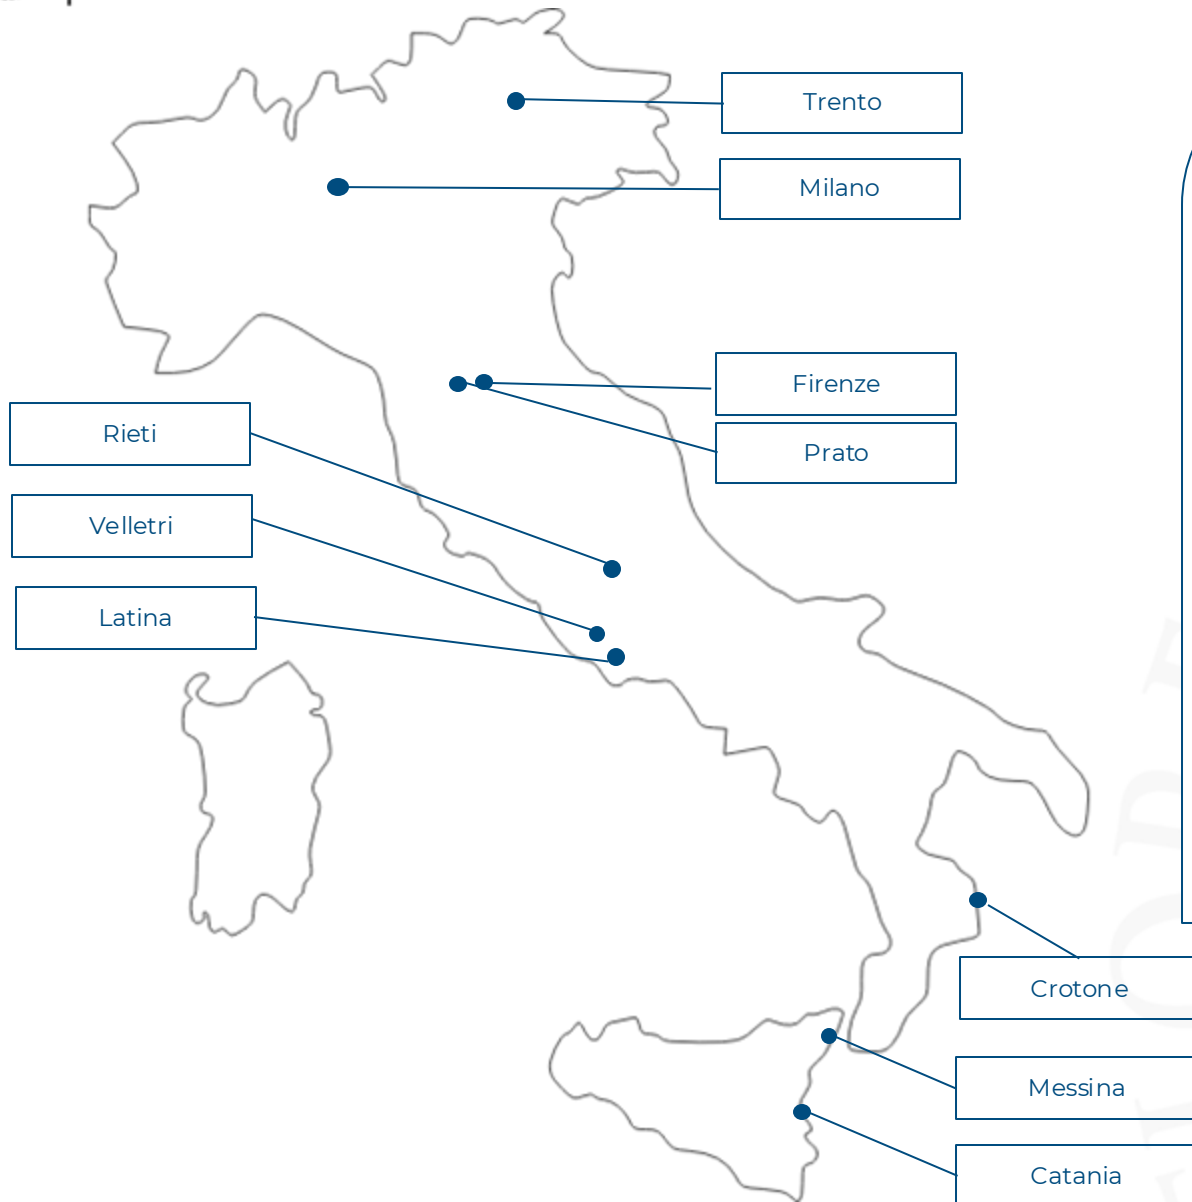 Trento
Milano
Firenze
Prato
Rieti
Velletri
Latina
Crotone
Messina
Catania